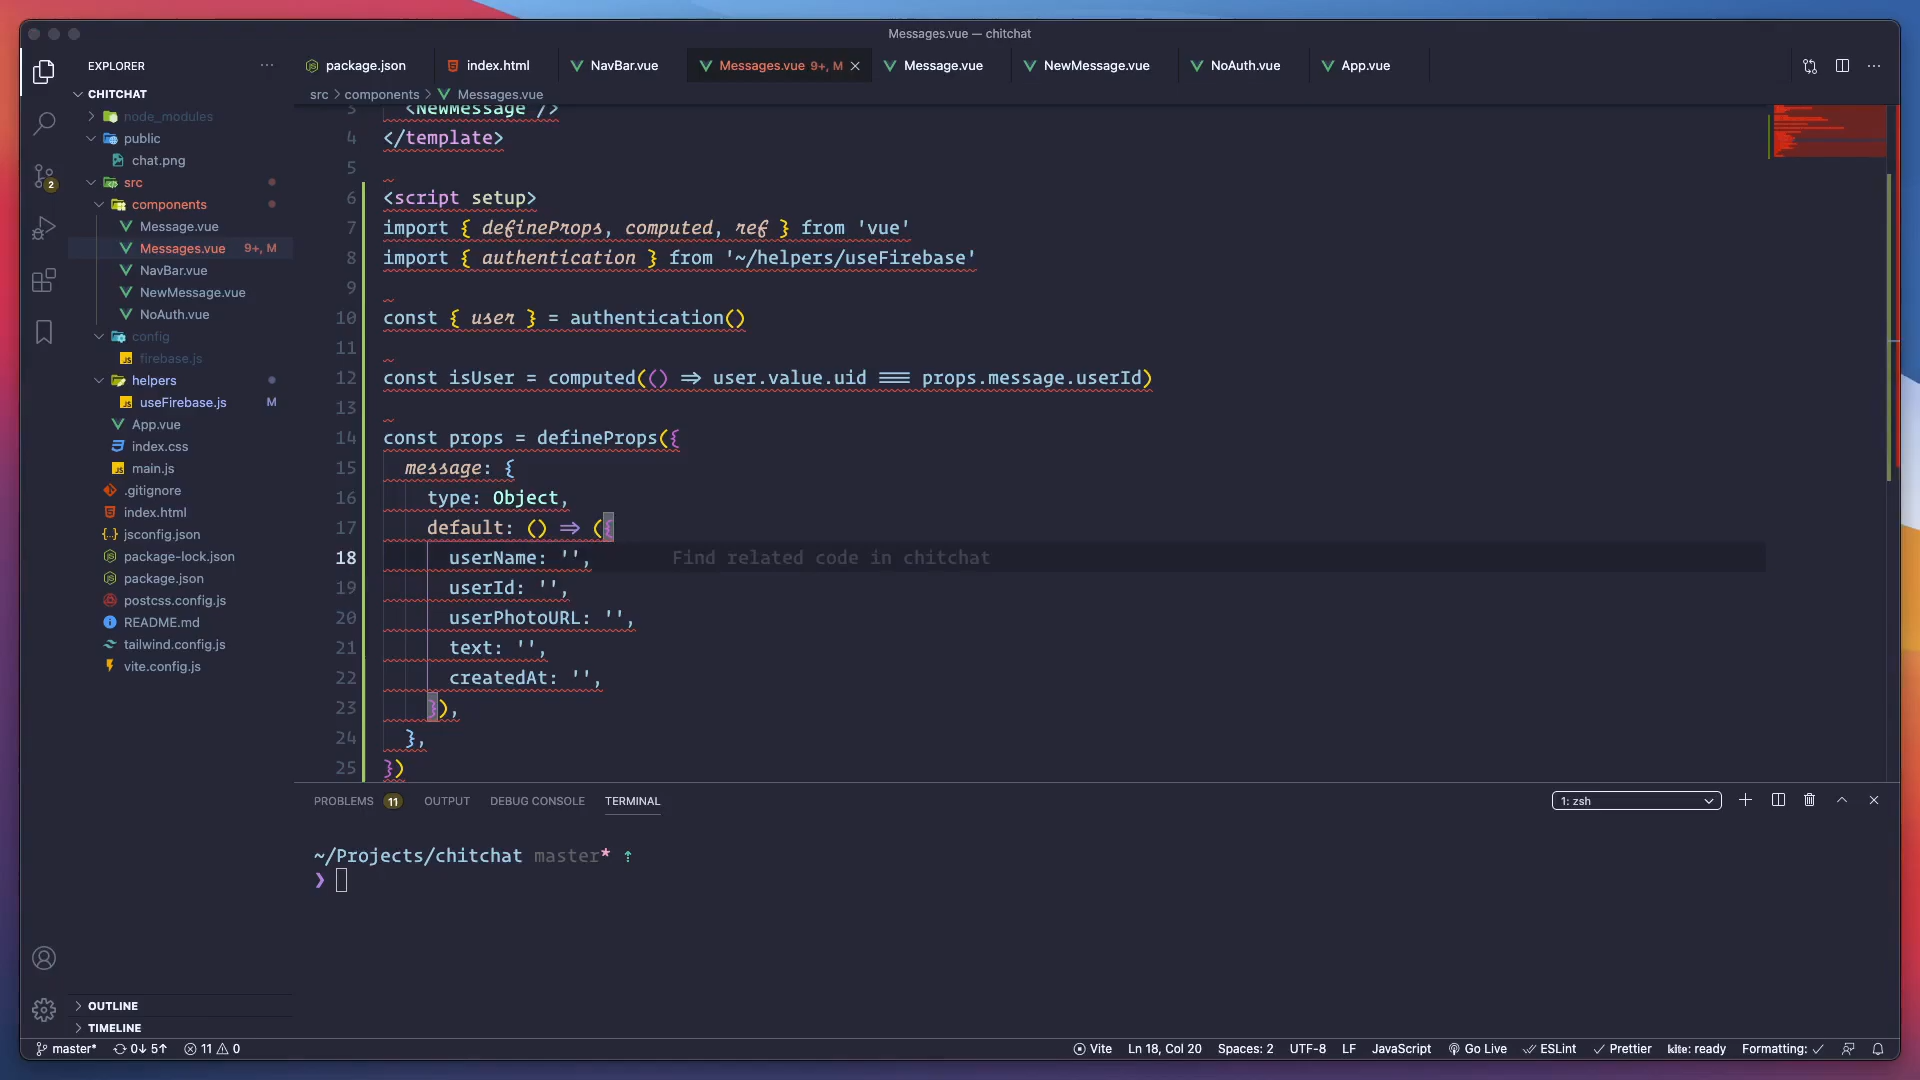 Messages.vue — chitchat
EXPLORER
package.json
index.html
NavBar.vue
Messages.vue 9+, M
Message.vue
NewMessage.vue
NoAuth.vue
App.vue
CHITCHAT
node_modules
public
chat.png
src
components
Message.vue
Messages.vue 9+, M
NavBar.vue
NewMessage.vue
NoAuth.vue
config
firebase.js
helpers
useFirebase.js M
App.vue
index.css
main.js
.gitignore
index.html
jsconfig.json
package-lock.json
package.json
postcss.config.js
README.md
tailwind.config.js
vite.config.js
2
OUTLINE
TIMELINE
src > components > Messages.vue
3 <NewMessage />
4 </template>
5
6 <script setup>
7 import { defineProps, computed, ref } from 'vue'
8 import { authentication } from '~/helpers/useFirebase'
9
10 const { user } = authentication()
11
12 const isUser = computed(() => user.value.uid === props.message.userId)
13
14 const props = defineProps({
15 message: {
16 type: Object,
17 default: () => ({
18 userName: '', Find related code in chitchat
19 userId: '',
20 userPhotoURL: '',
21 text: '',
22 createdAt: '',
23 }),
24 },
25 })
PROBLEMS 11 OUTPUT DEBUG CONSOLE TERMINAL
1: zsh
~/Projects/chitchat master* ⇡
❯
master* 0↓ 5↑ 11 0
Vite Ln 18, Col 20 Spaces: 2 UTF-8 LF JavaScript Go Live ESLint Prettier kite: ready Formatting: ✓